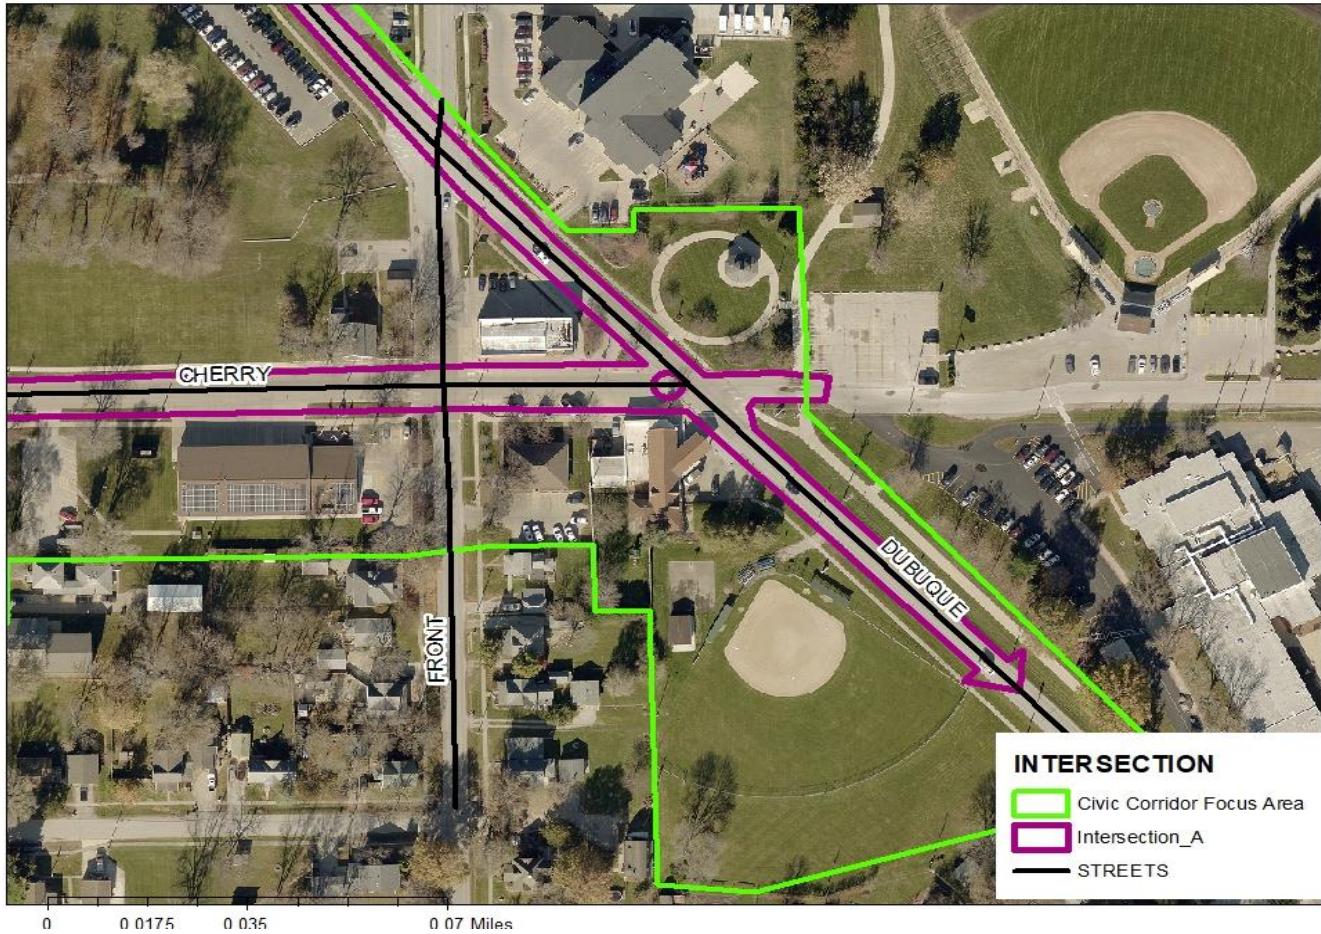 CHERRY
DUBUQUE
FRONT
INTERSECTION
Civic Corridor Focus Area
Intersection_A
STREETS
0 0.0175 0.035 0.07 Miles